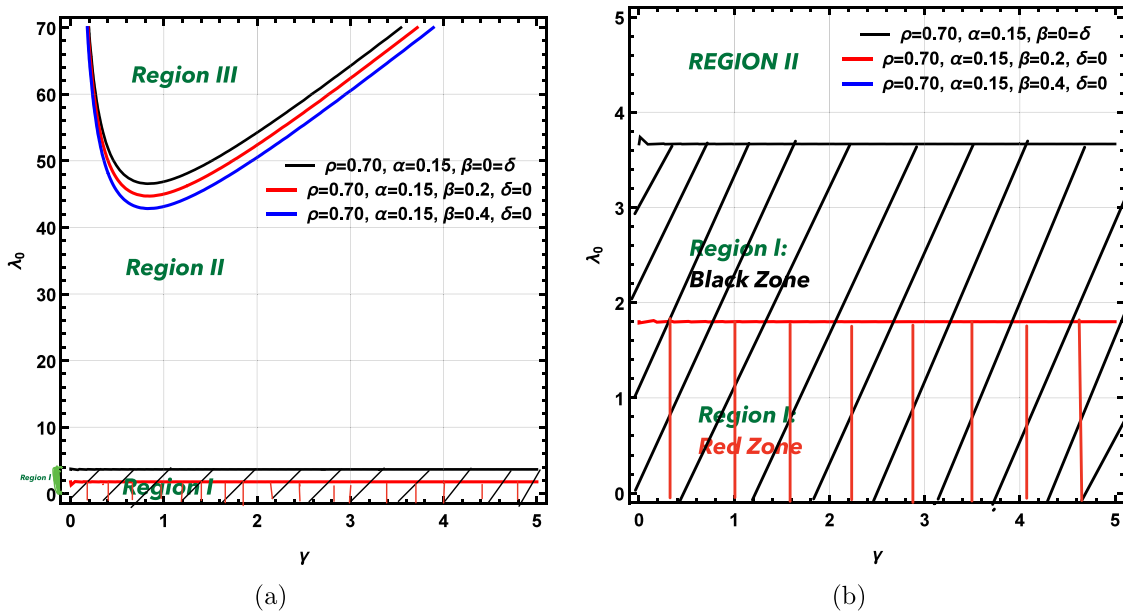 70
60
50
40
30
20
10
0
λ₀
Region III
ρ=0.70, α=0.15, β=0=δ
ρ=0.70, α=0.15, β=0.2, δ=0
ρ=0.70, α=0.15, β=0.4, δ=0
Region II
Region I
Region I
0 1 2 3 4 5
γ
(a)
5
4
3
2
1
0
λ₀
ρ=0.70, α=0.15, β=0=δ
REGION II
ρ=0.70, α=0.15, β=0.2, δ=0
ρ=0.70, α=0.15, β=0.4, δ=0
Region I:
Black Zone
Region I:
Red Zone
0 1 2 3 4 5
γ
(b)